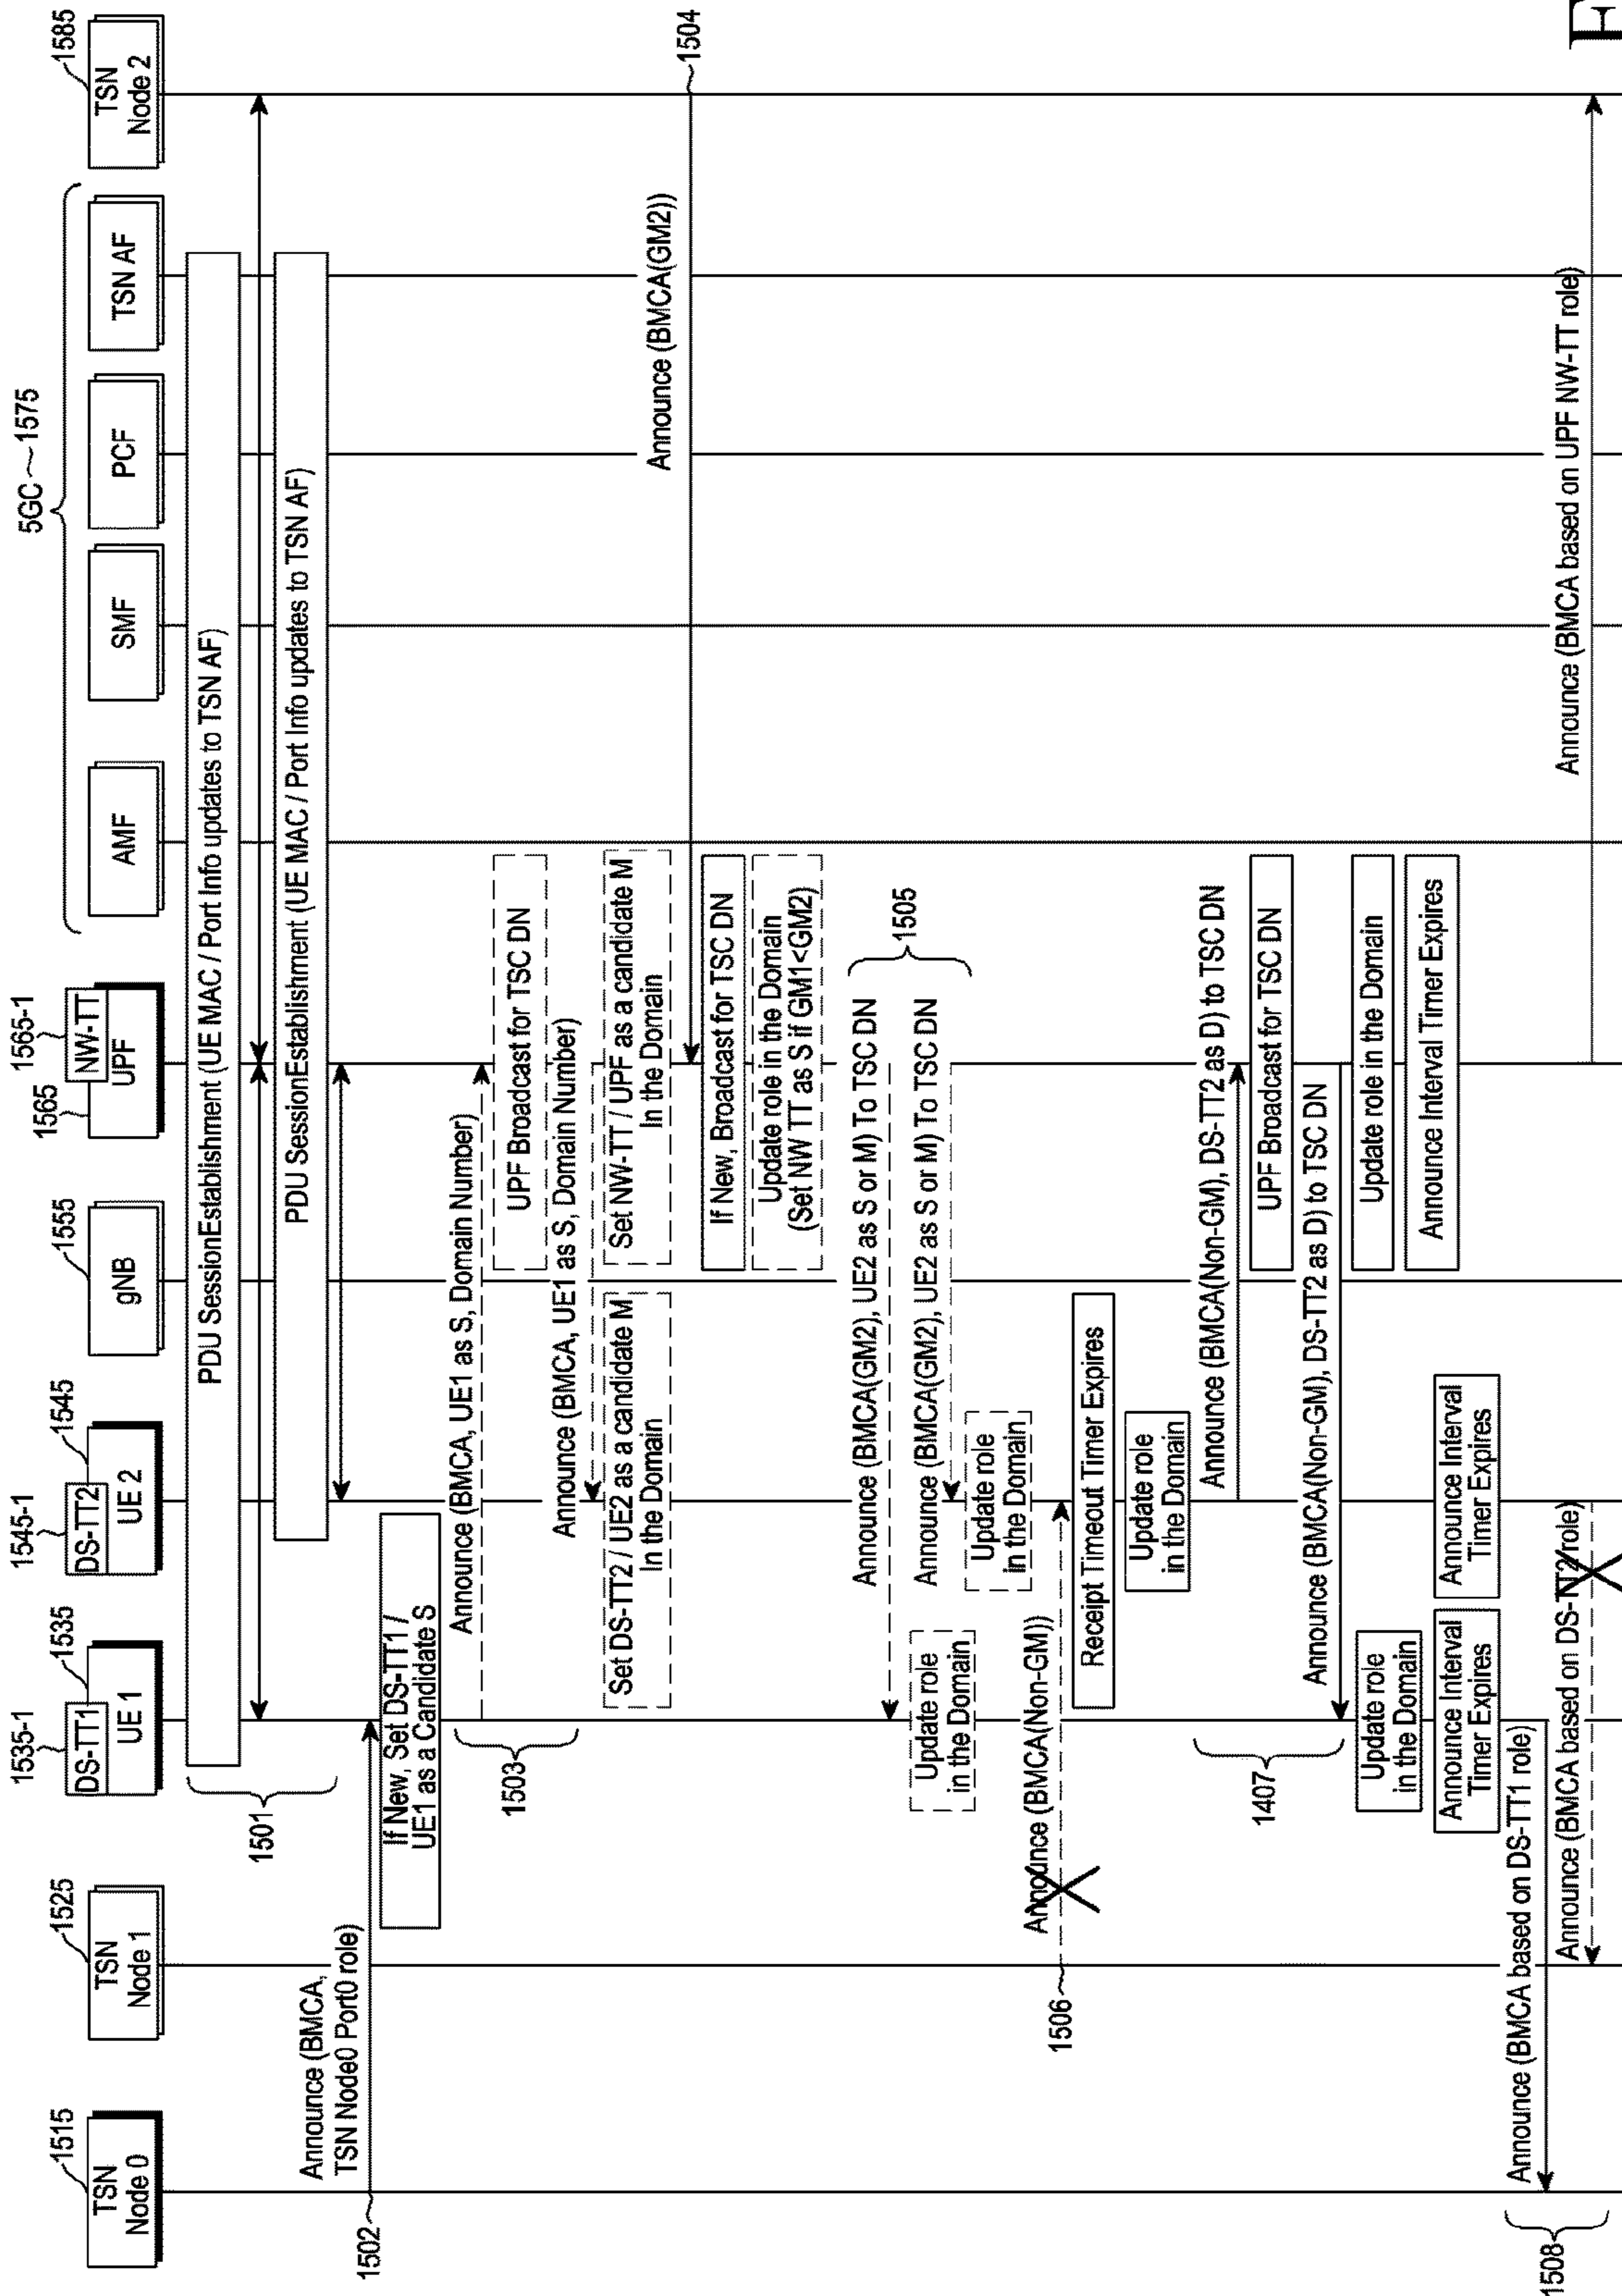 1515
TSN
Node 0
1525
TSN
Node 1
1535-1
1535
DS-TT1
UE 1
1545-1
1545
DS-TT2
UE 2
1555
gNB
1565
1565-1
NW-TT
UPF
5GC
1575
AMF
SMF
PCF
TSN AF
1585
TSN
Node 2
1501
PDU SessionEstablishment (UE MAC / Port Info updates to TSN AF)
PDU SessionEstablishment (UE MAC / Port Info updates to TSN AF)
1502
Announce (BMCA,
TSN Node0 Port0 role)
If New, Set DS-TT1 /
UE1 as a Candidate S
1503
Announce (BMCA, UE1 as S, Domain Number)
UPF Broadcast for TSC DN
Announce (BMCA, UE1 as S, Domain Number)
Set DS-TT2 / UE2 as a candidate M
In the Domain
Set NW-TT / UPF as a candidate M
In the Domain
Announce (BMCA(GM2))
1504
If New, Broadcast for TSC DN
Update role in the Domain
(Set NW TT as S if GM1<GM2)
Announce (BMCA(GM2), UE2 as S or M) To TSC DN
Announce (BMCA(GM2), UE2 as S or M) To TSC DN
1505
Update role
in the Domain
Update role
in the Domain
1506
Announce (BMCA(Non-GM))
Receipt Timeout Timer Expires
Update role
in the Domain
1407
Announce (BMCA(Non-GM), DS-TT2 as D) to TSC DN
UPF Broadcast for TSC DN
Announce (BMCA(Non-GM), DS-TT2 as D) to TSC DN
Update role
in the Domain
Update role in the Domain
Announce Interval
Timer Expires
Announce Interval
Timer Expires
Announce Interval Timer Expires
1508
Announce (BMCA based on DS-TT1 role)
Announce (BMCA based on DS-TT2 role)
Announce (BMCA based on UPF NW-TT role)